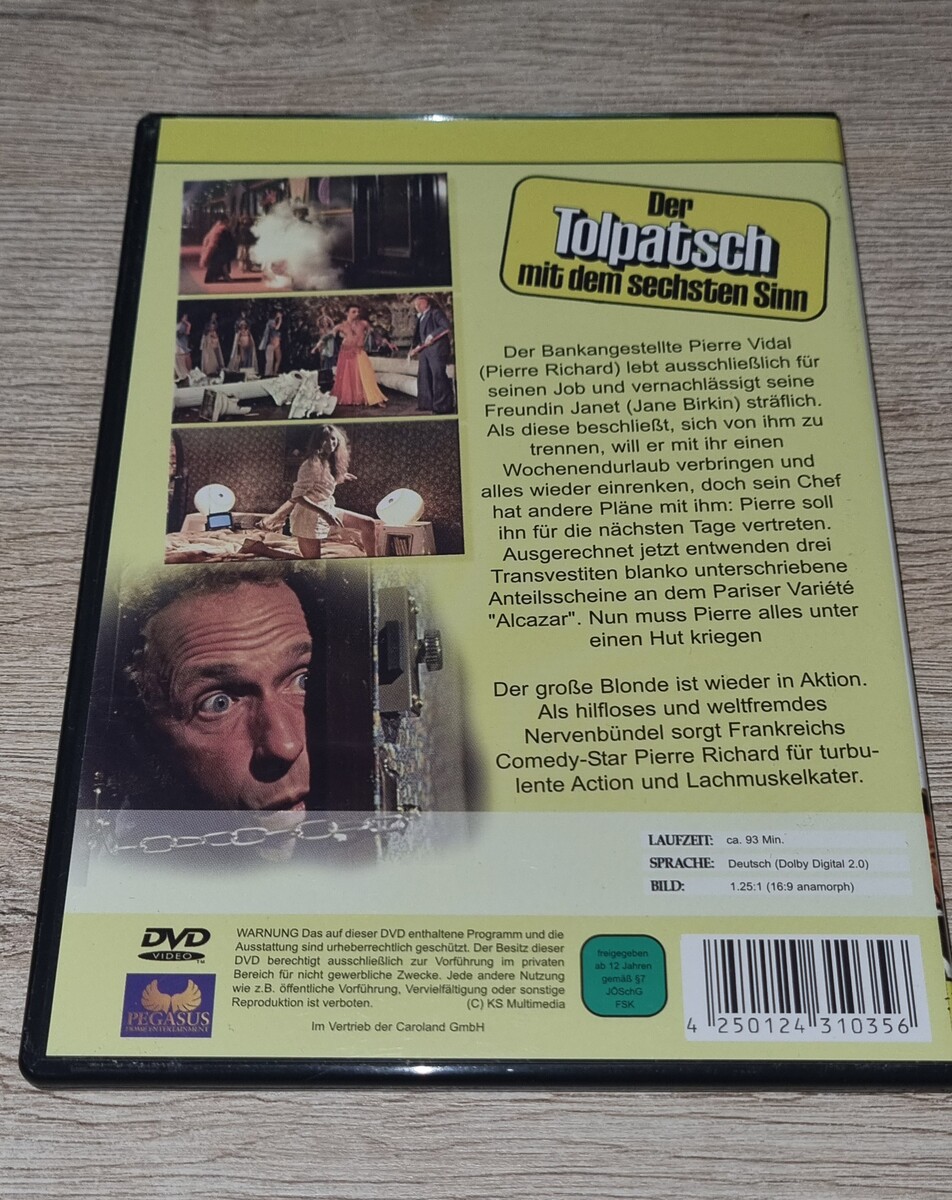 Der
Tolpatsch
mit dem sechsten Sinn
Der Bankangestellte Pierre Vidal
(Pierre Richard) lebt ausschließlich für
seinen Job und vernachlässigt seine
Freundin Janet (Jane Birkin) sträflich.
Als diese beschließt, sich von ihm zu
trennen, will er mit ihr einen
Wochenendurlaub verbringen und
alles wieder einrenken, doch sein Chef
hat andere Pläne mit ihm: Pierre soll
ihn für die nächsten Tage vertreten.
Ausgerechnet jetzt entwenden drei
Transvestiten blanko unterschriebene
Anteilsscheine an dem Pariser Variété
"Alcazar". Nun muss Pierre alles unter
einen Hut kriegen
Der große Blonde ist wieder in Aktion.
Als hilfloses und weltfremdes
Nervenbündel sorgt Frankreichs
Comedy-Star Pierre Richard für turbu-
lente Action und Lachmuskelkater.
LAUFZEIT: ca. 93 Min.
SPRACHE: Deutsch (Dolby Digital 2.0)
BILD: 1.25:1 (16:9 anamorph)
DVD
VIDEO™
PEGASUS
HOME ENTERTAINMENT
WARNUNG Das auf dieser DVD enthaltene Programm und die
Ausstattung sind urheberrechtlich geschützt. Der Besitz dieser
DVD berechtigt ausschließlich zur Vorführung im privaten
Bereich für nicht gewerbliche Zwecke. Jede andere Nutzung
wie z.B. öffentliche Vorführung, Vervielfältigung oder sonstige
Reproduktion ist verboten. (C) KS Multimedia
Im Vertrieb der Caroland GmbH
freigegeben
ab 12 Jahren
gemäß §7
JÖSchG
FSK
4 250124 310356